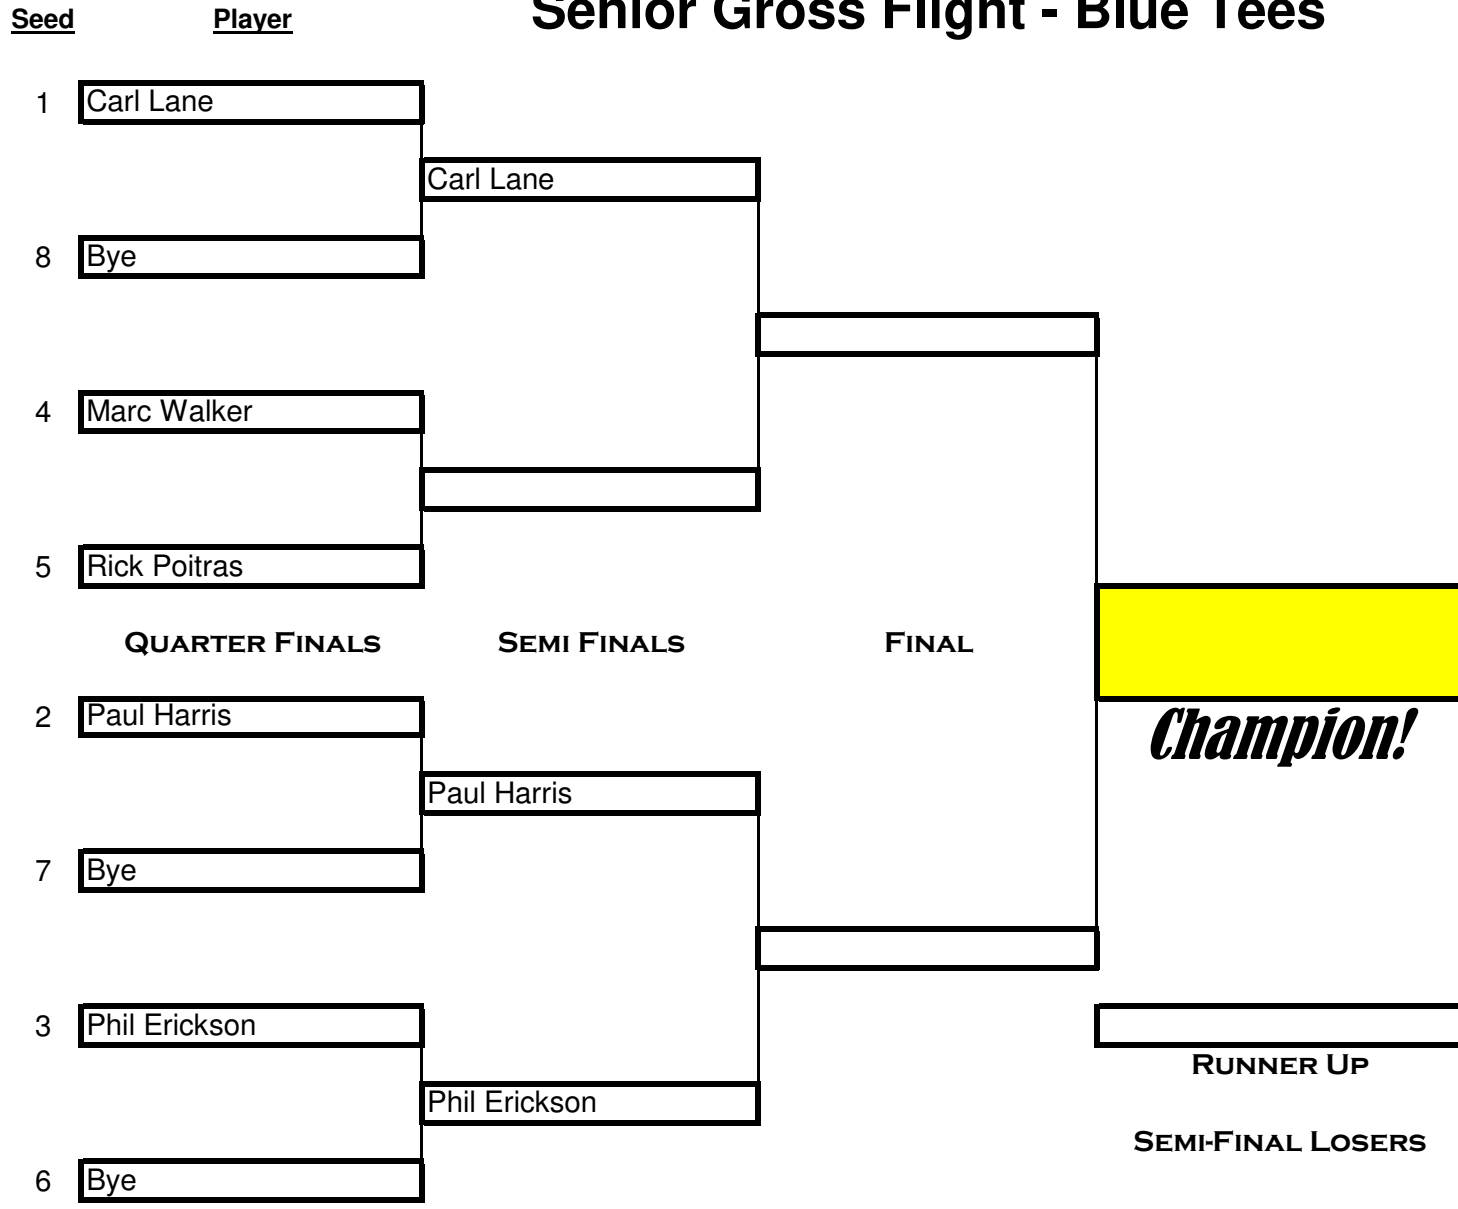 Senior Gross Flight - Blue Tees
Seed Player
1 Carl Lane
Carl Lane
8 Bye
4 Marc Walker
5 Rick Poitras
QUARTER FINALS SEMI FINALS FINAL
2 Paul Harris
Champion!
Paul Harris
7 Bye
3 Phil Erickson
RUNNER UP
Phil Erickson
SEMI-FINAL LOSERS
6 Bye